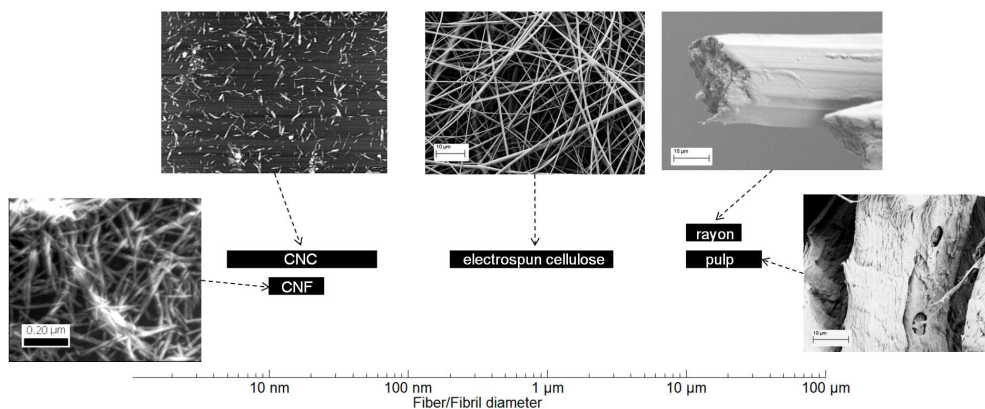 10 µm
10 µm
rayon
CNC
electrospun cellulose
pulp
CNF
0.20 µm
10 µm
10 nm
100 nm
1 µm
10 µm
100 µm
Fiber/Fibril diameter